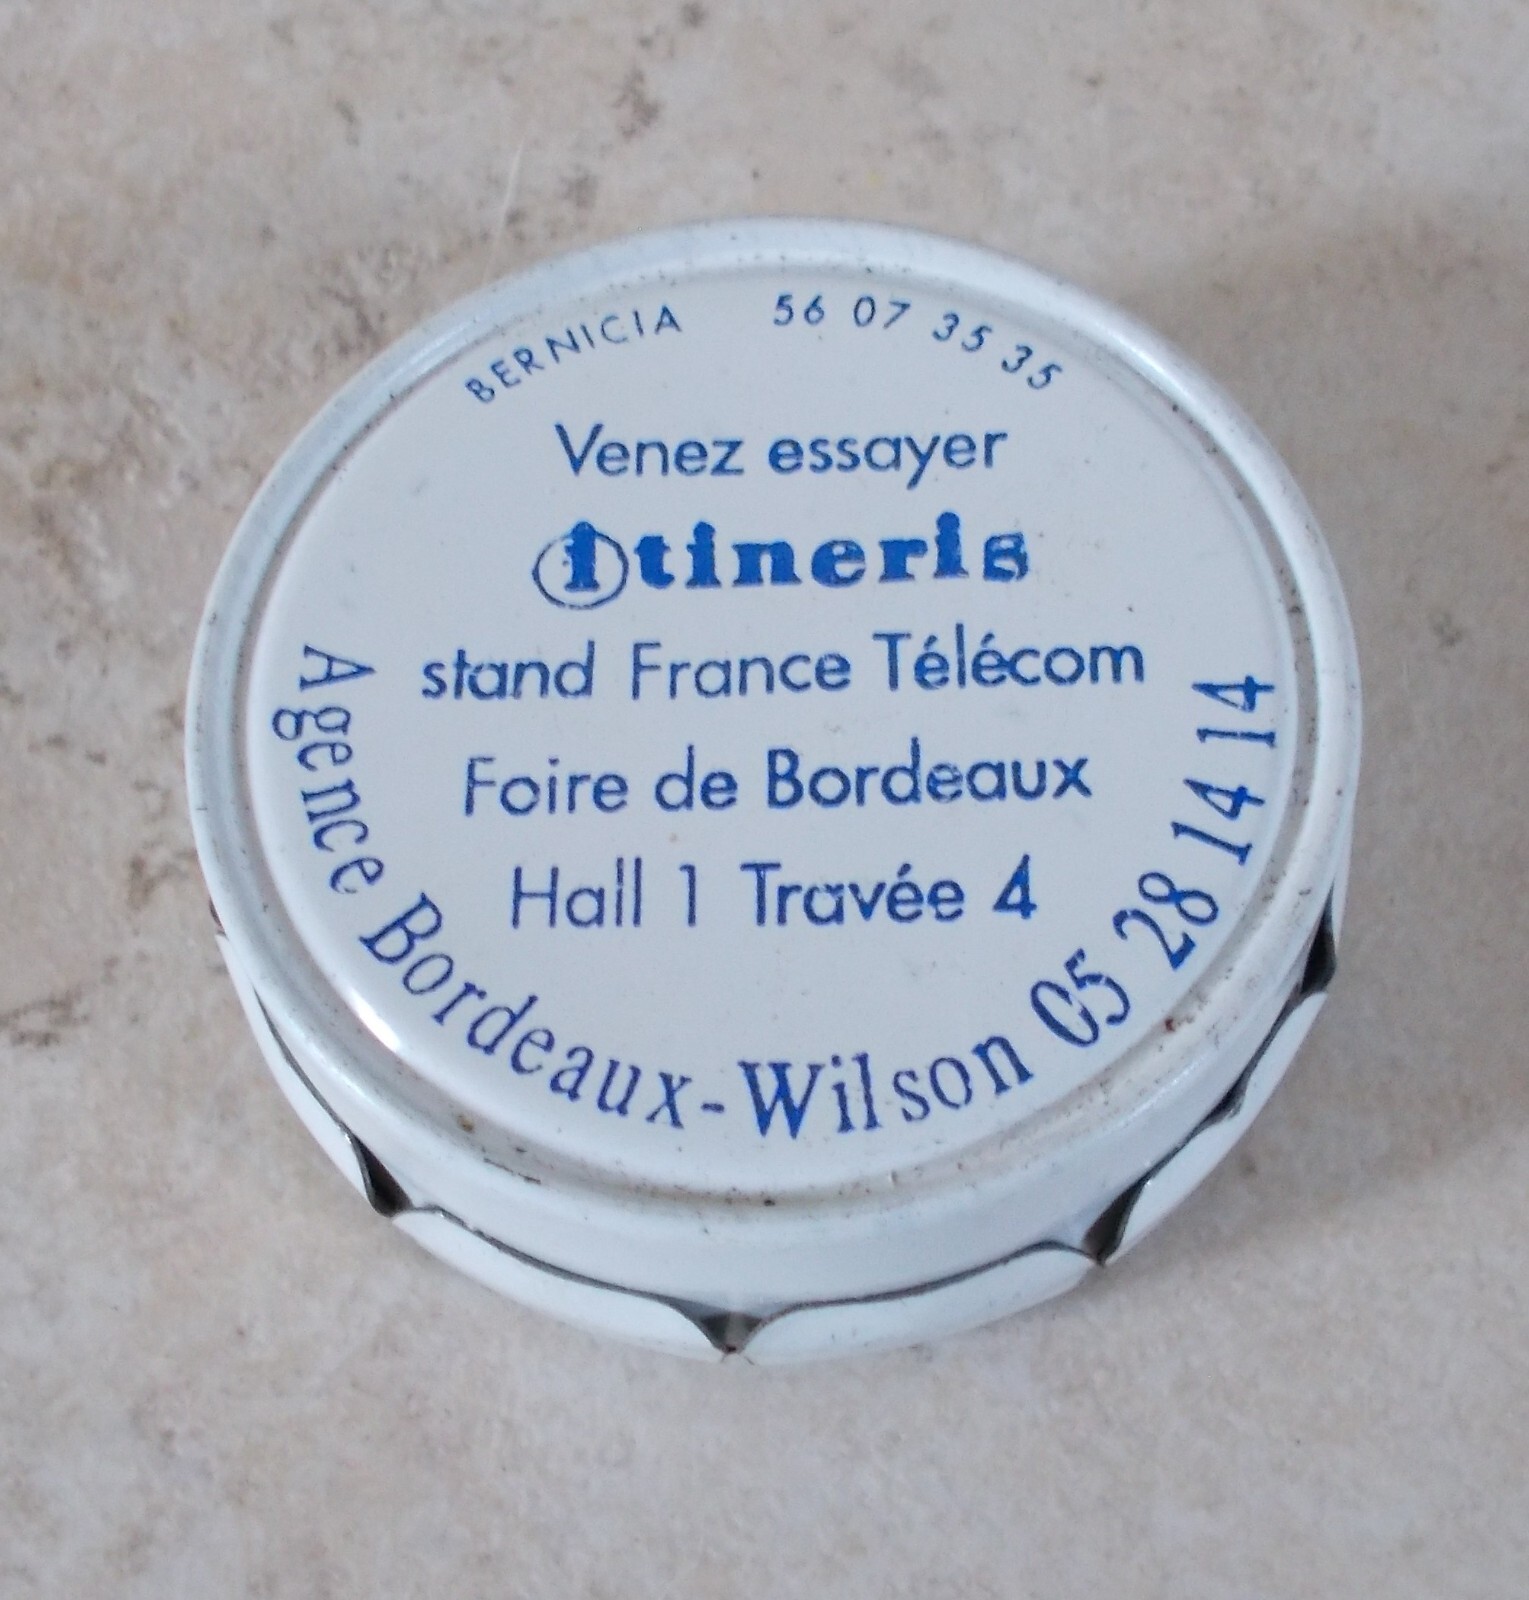 BERNICIA 56 07 35 35
Venez essayer
itineris
stand France Télécom
Foire de Bordeaux
Hall 1 Travée 4
Agence Bordeaux-Wilson 05 28 14 14